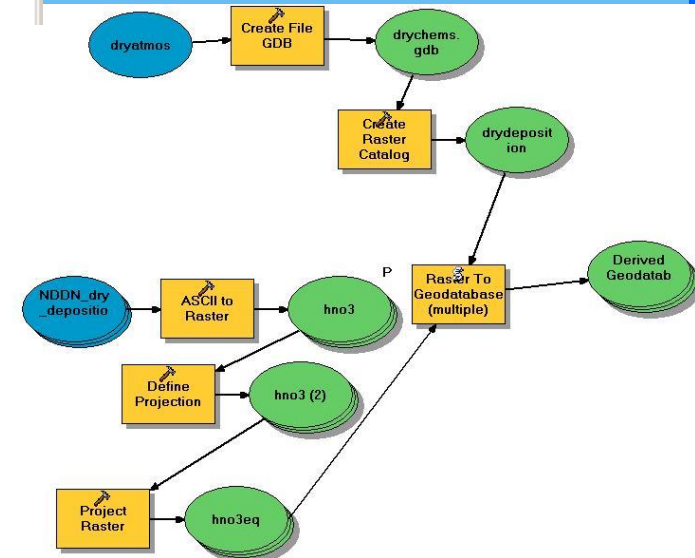 dryatmos
Create File
GDB
drychems.
gdb
Create
Raster
Catalog
drydeposit
ion
NDDN_dry
_depositio
ASCII to
Raster
hno3
P
Raster To
Geodatabase
(multiple)
Derived
Geodatab
Define
Projection
hno3 (2)
Project
Raster
hno3eq